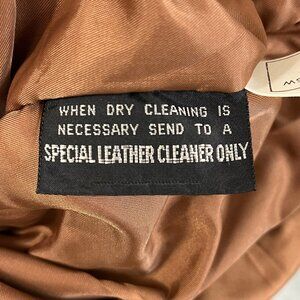 WHEN DRY CLEANING IS
NECESSARY SEND TO A
SPECIAL LEATHER CLEANER ONLY